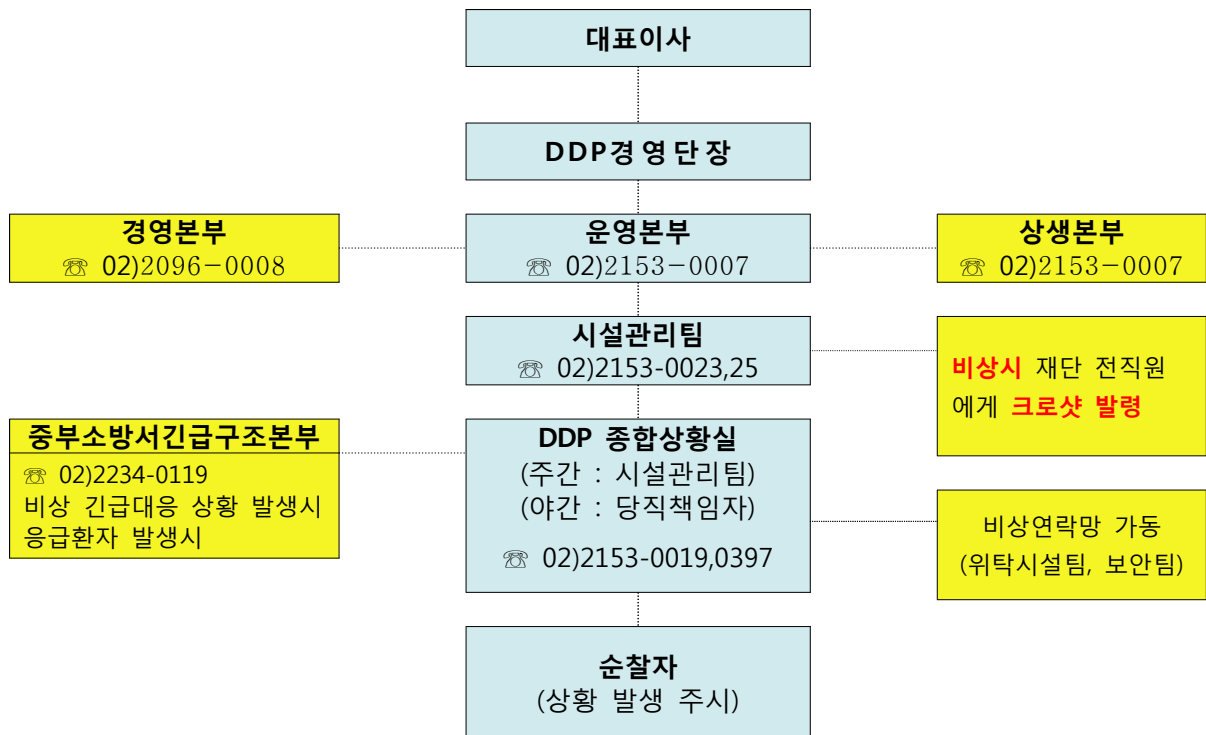 대표이사
DDP경영단장
경영본부
☏ 02)2096-0008
운영본부
☏ 02)2153-0007
상생본부
☏ 02)2153-0007
시설관리팀
☏ 02)2153-0023,25
비상시 재단 전직원
에게 크로샷 발령
중부소방서긴급구조본부
☏ 02)2234-0119
비상 긴급대응 상황 발생시
응급환자 발생시
DDP 종합상황실
(주간 : 시설관리팀)
(야간 : 당직책임자)
☏ 02)2153-0019,0397
비상연락망 가동
(위탁시설팀, 보안팀)
순찰자
(상황 발생 주시)